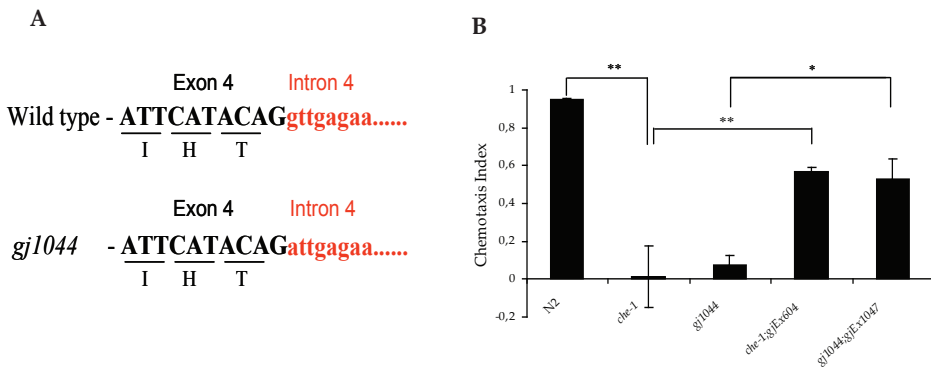 A
Exon 4 Intron 4
Wild type - ATTCATACAGgttgagaa......
I H T
Exon 4 Intron 4
gj1044 - ATTCATACAGattgagaa......
I H T
B
** *
**
Chemotaxis Index
1
0,8
0,6
0,4
0,2
0
-0,2
N2
che-1
gj1044
che-1;gjEx604
gj1044;gjEx1047